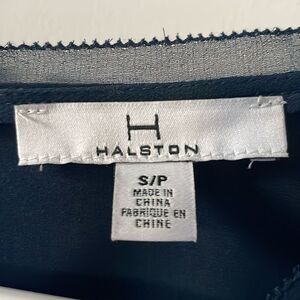 H
HALSTON
S/P
MADE IN
CHINA
FABRIQUE EN
CHINE